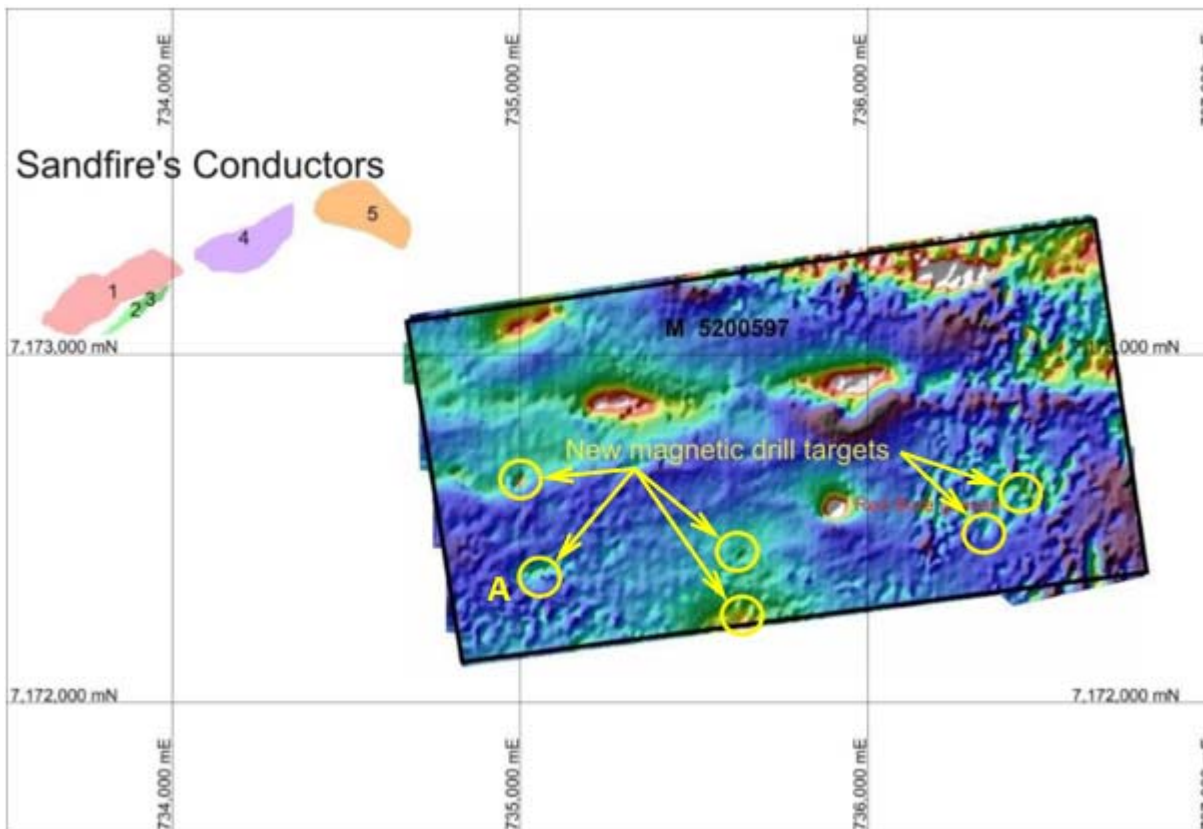 734,000 mE
735,000 mE
736,000 mE
Sandfire's Conductors
5
4
1
3
2
M 5200597
7,173,000 mN
New magnetic drill targets
A
7,172,000 mN
7,172,000 mN
734,000 mE
735,000 mE
736,000 mE